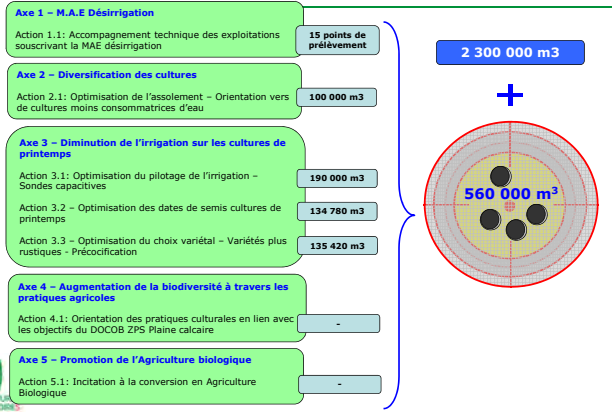 Axe 1 – M.A.E Désirrigation
Action 1.1: Accompagnement technique des exploitations
souscrivant la MAE désirrigation
15 points de
prélèvement
Axe 2 – Diversification des cultures
Action 2.1: Optimisation de l'assolement – Orientation vers
de cultures moins consommatrices d'eau
100 000 m3
Axe 3 – Diminution de l'irrigation sur les cultures de
printemps
Action 3.1: Optimisation du pilotage de l'irrigation –
Sondes capacitives
190 000 m3
Action 3.2 – Optimisation des dates de semis cultures de
printemps
134 780 m3
Action 3.3 – Optimisation du choix variétal – Variétés plus
rustiques - Précocification
135 420 m3
Axe 4 – Augmentation de la biodiversité à travers les
pratiques agricoles
Action 4.1: Orientation des pratiques culturales en lien avec
les objectifs du DOCOB ZPS Plaine calcaire
-
Axe 5 – Promotion de l'Agriculture biologique
Action 5.1: Incitation à la conversion en Agriculture
Biologique
-
2 300 000 m3
+
560 000 m³